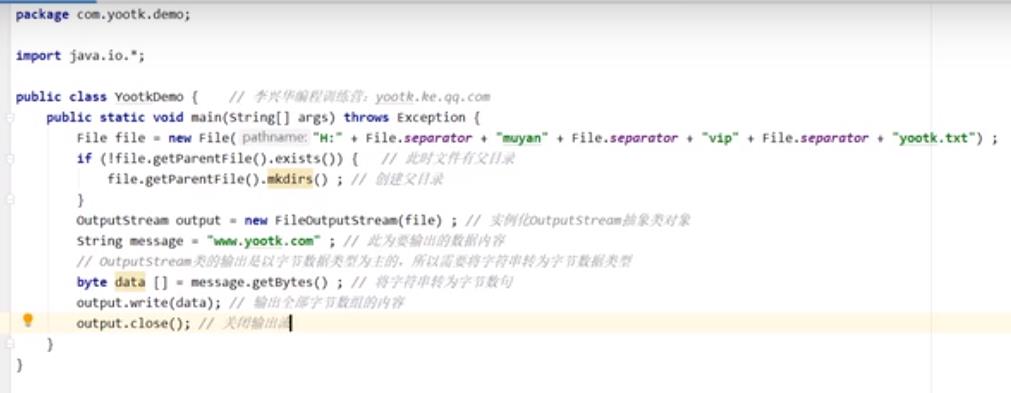 package com.yootk.demo;
import java.io.*;
public class YootkDemo {    // 李兴华编程训练营：yootk.ke.qq.com
public static void main(String[] args) throws Exception {
File file = new File( pathname: "H:" + File.separator + "muyan" + File.separator + "vip" + File.separator + "yootk.txt") ;
if (!file.getParentFile().exists()) {   // 此时文件有父目录
file.getParentFile().mkdirs() ; // 创建父目录
}
OutputStream output = new FileOutputStream(file) ; // 实例化OutputStream抽象类对象
String message = "www.yootk.com" ; // 此为要输出的数据内容
// OutputStream类的输出是以字节数据类型为主的，所以需要将字符串转为字节数据类型
byte data [] = message.getBytes() ; // 将字符串转为字节数句
output.write(data); // 输出全部字节数组的内容
output.close(); // 关闭输出流
}
}